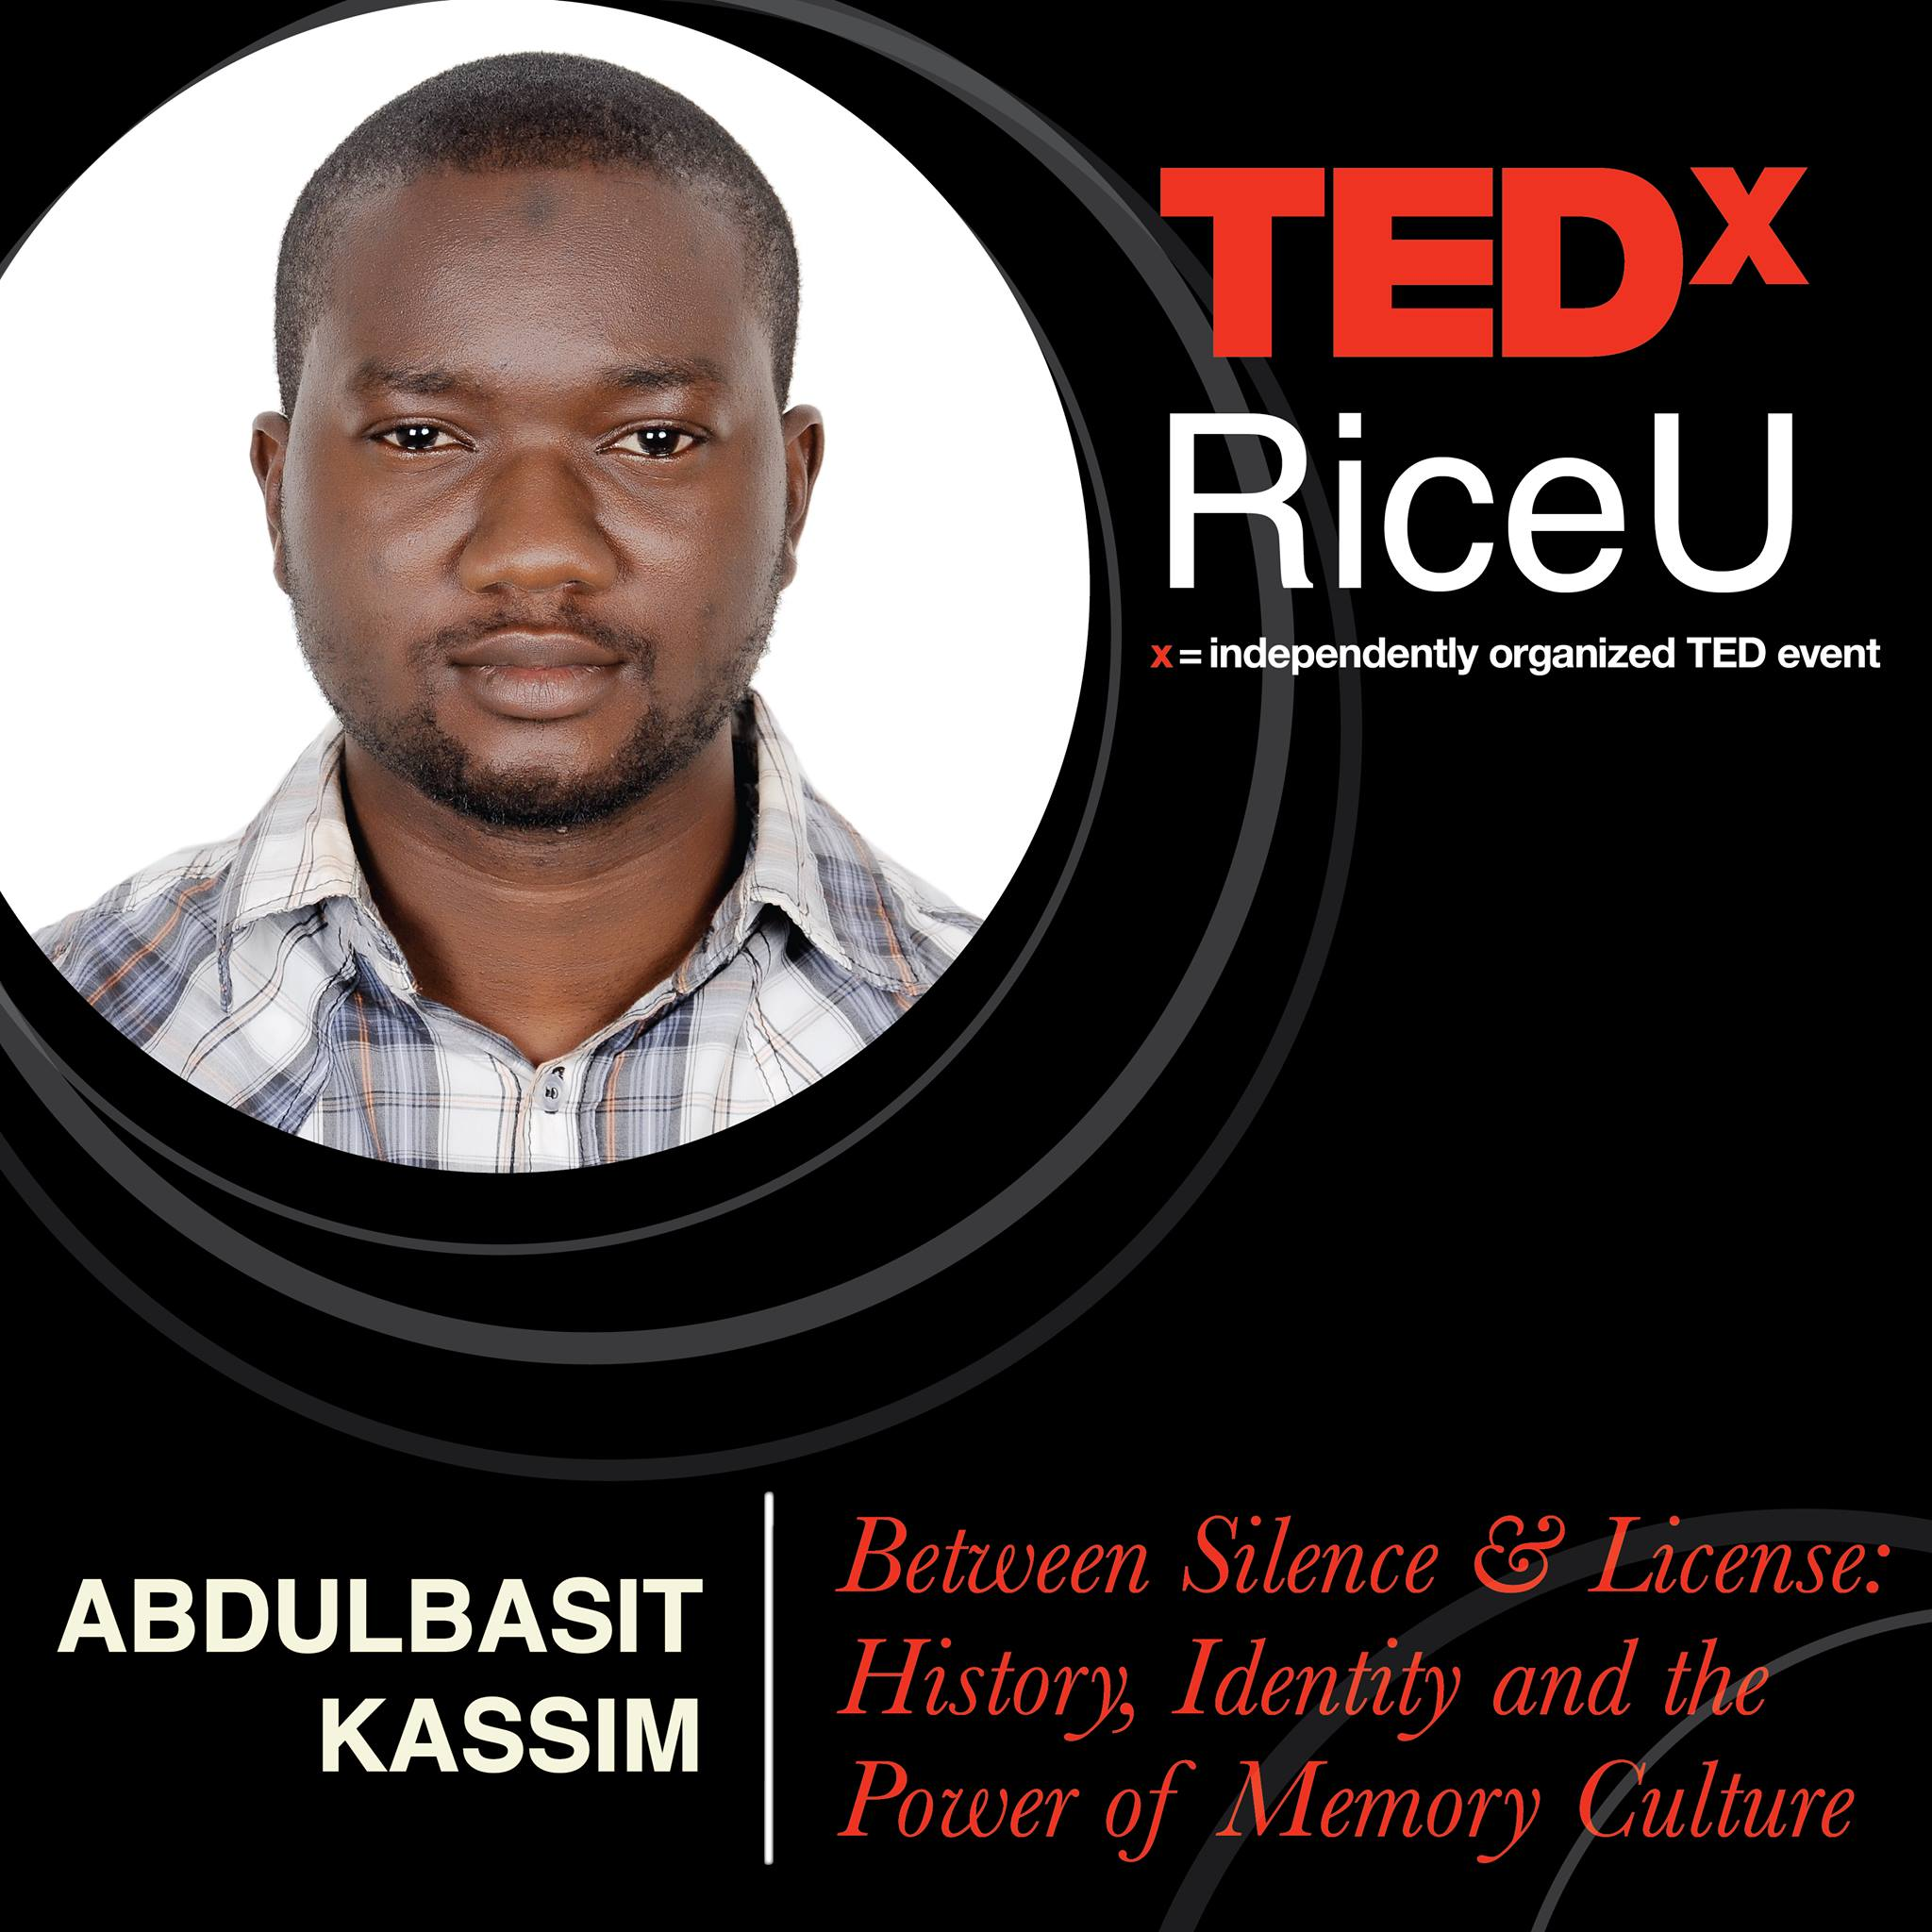 TEDx
RiceU
x = independently organized TED event
ABDULBASIT
KASSIM
Between Silence & License:
History, Identity and the
Power of Memory Culture